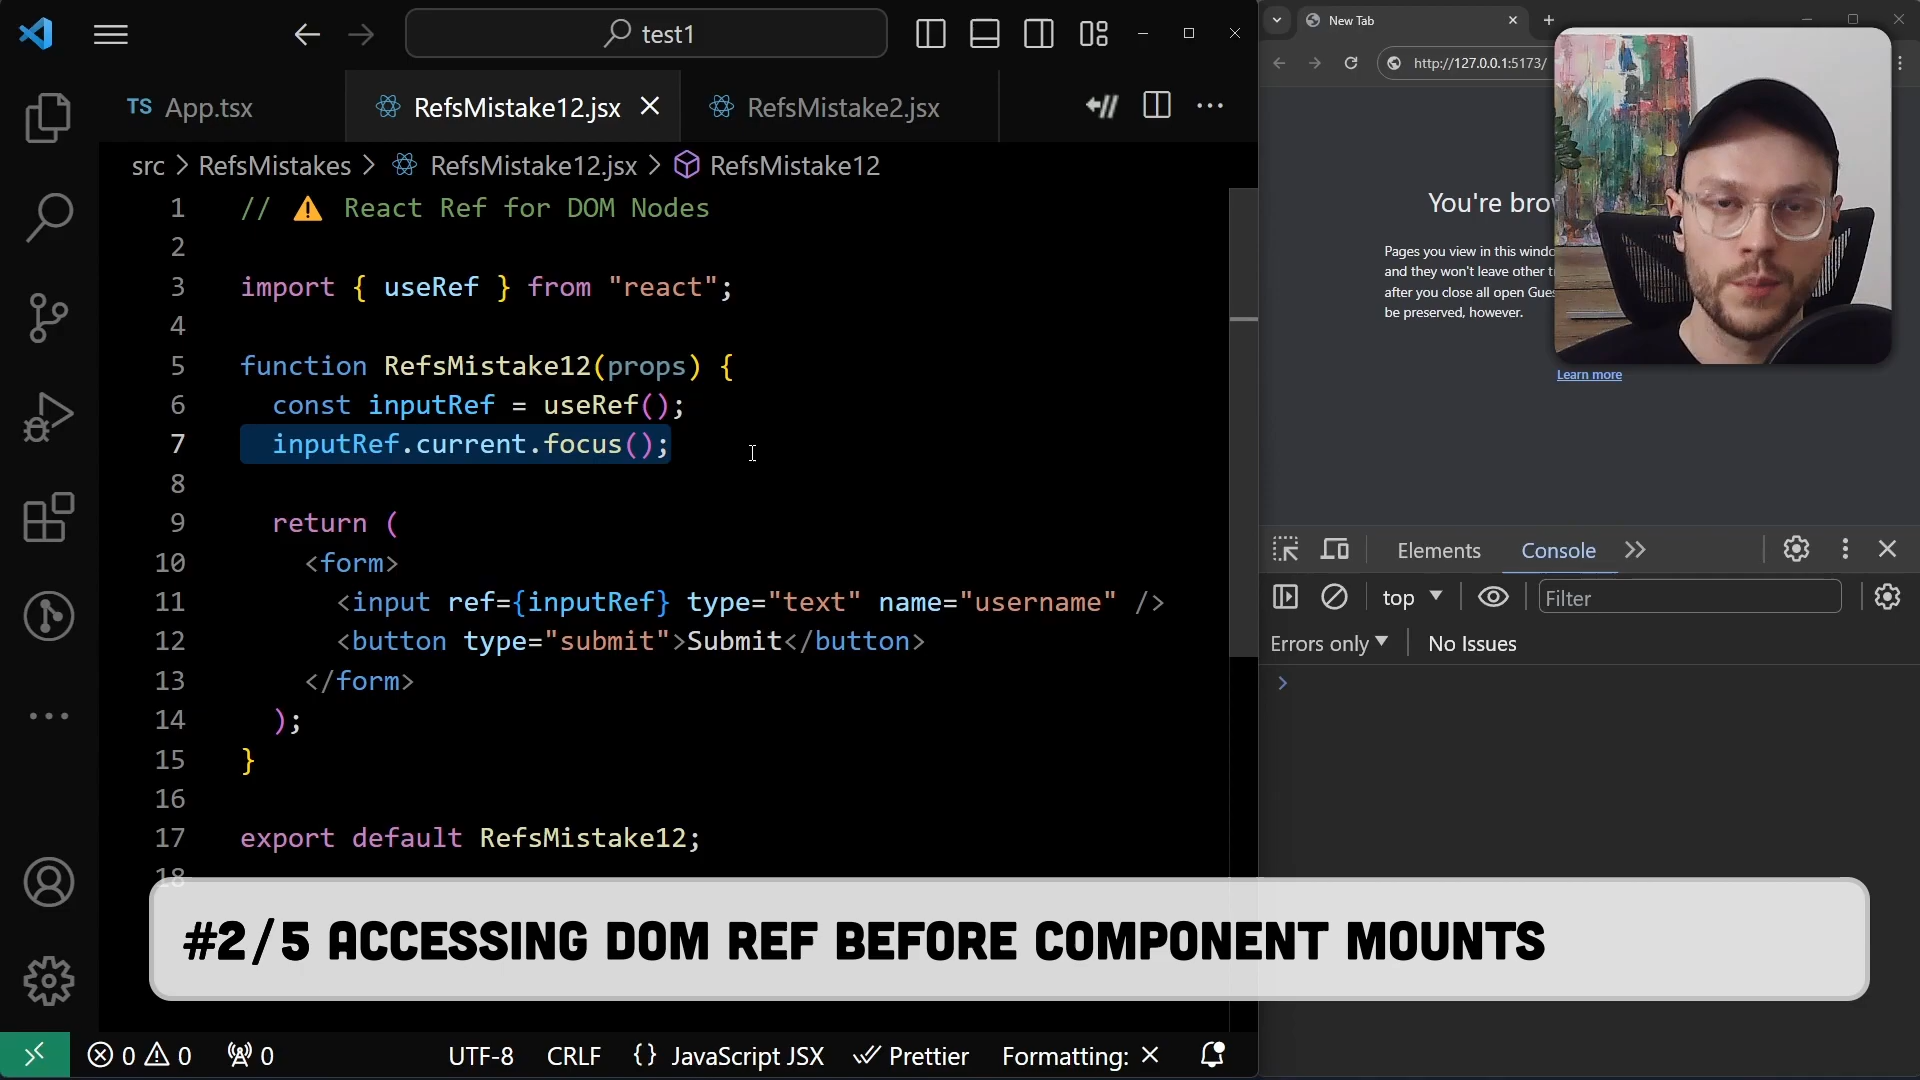 test1
TS App.tsx
RefsMistake12.jsx
RefsMistake2.jsx
src > RefsMistakes > RefsMistake12.jsx > RefsMistake12
1 // ⚠️ React Ref for DOM Nodes
2
3 import { useRef } from "react";
4
5 function RefsMistake12(props) {
6 const inputRef = useRef();
7 inputRef.current.focus();
8
9 return (
10 <form>
11 <input ref={inputRef} type="text" name="username" />
12 <button type="submit">Submit</button>
13 </form>
14 );
15 }
16
17 export default RefsMistake12;
18
#2/5 ACCESSING DOM REF BEFORE COMPONENT MOUNTS
0 0 0 UTF-8 CRLF {} JavaScript JSX Prettier Formatting: ×
New Tab
http://127.0.0.1:5173/
You're bro
Pages you view in this windo
and they won't leave other t
after you close all open Gues
be preserved, however.
Learn more
Elements Console
top Filter
Errors only No Issues